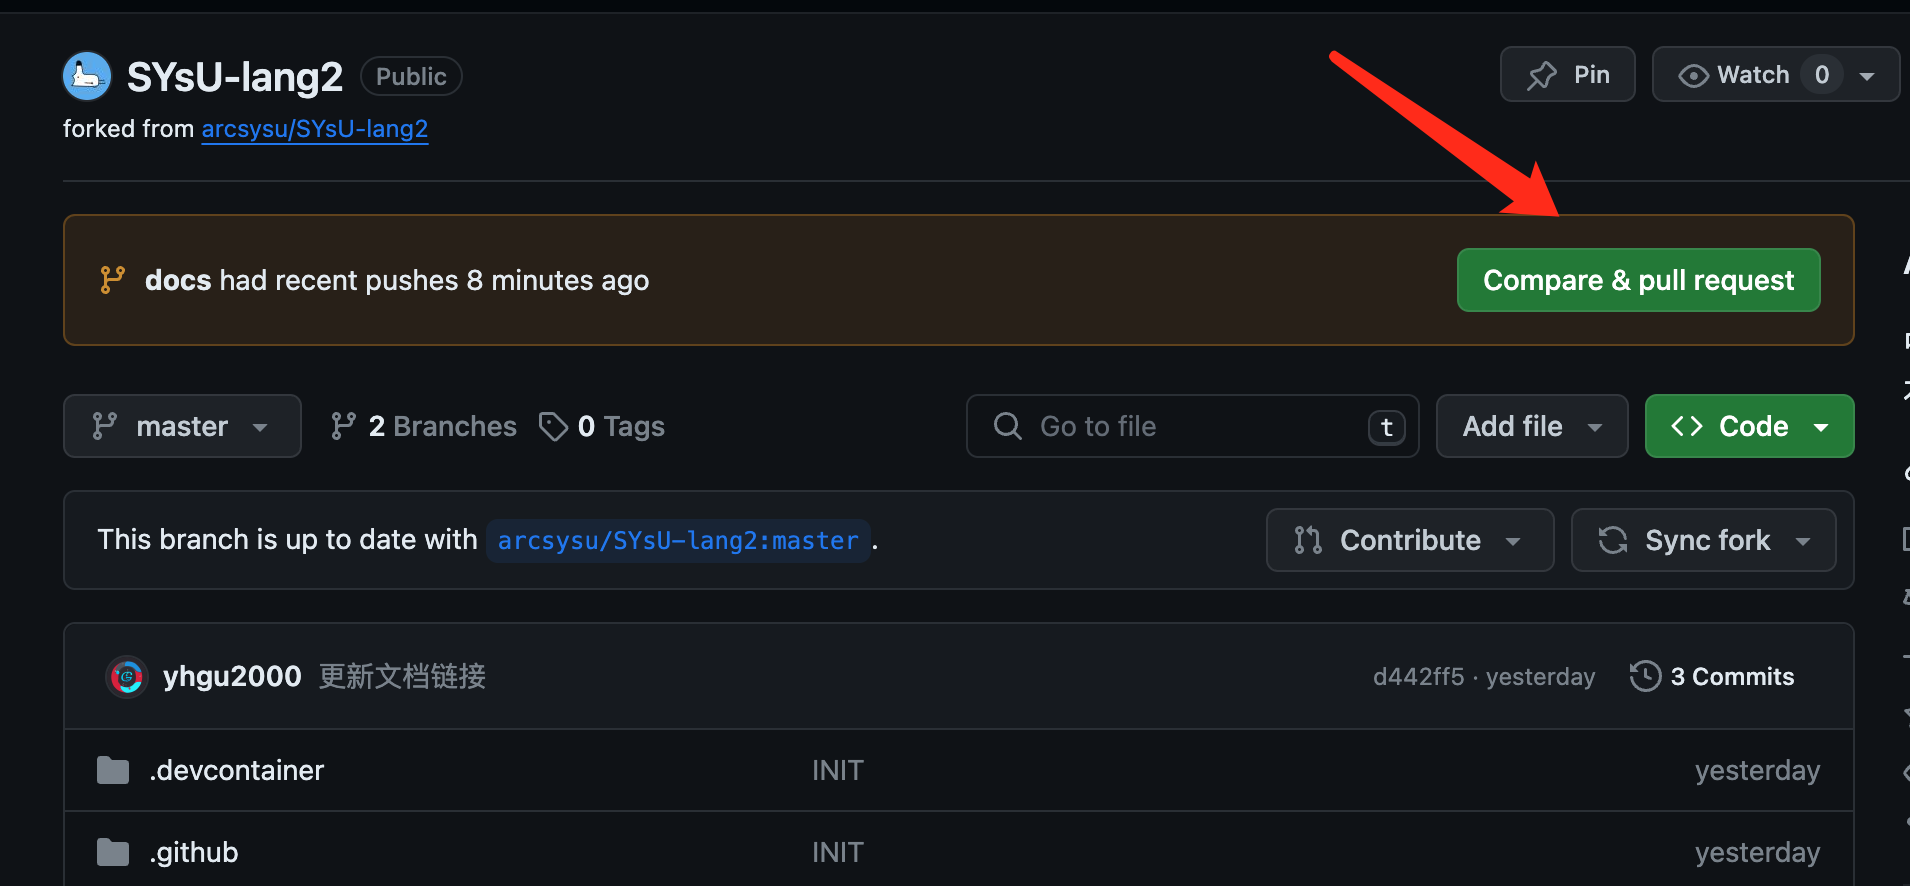 SYsU-lang2 Public
Pin
Watch 0
forked from arcsysu/SYsU-lang2
docs had recent pushes 8 minutes ago
Compare & pull request
master
2 Branches
0 Tags
Go to file
t
Add file
Code
This branch is up to date with arcsysu/SYsU-lang2:master .
Contribute
Sync fork
yhgu2000 更新文档链接
d442ff5 · yesterday
3 Commits
.devcontainer INIT yesterday
.github INIT yesterday